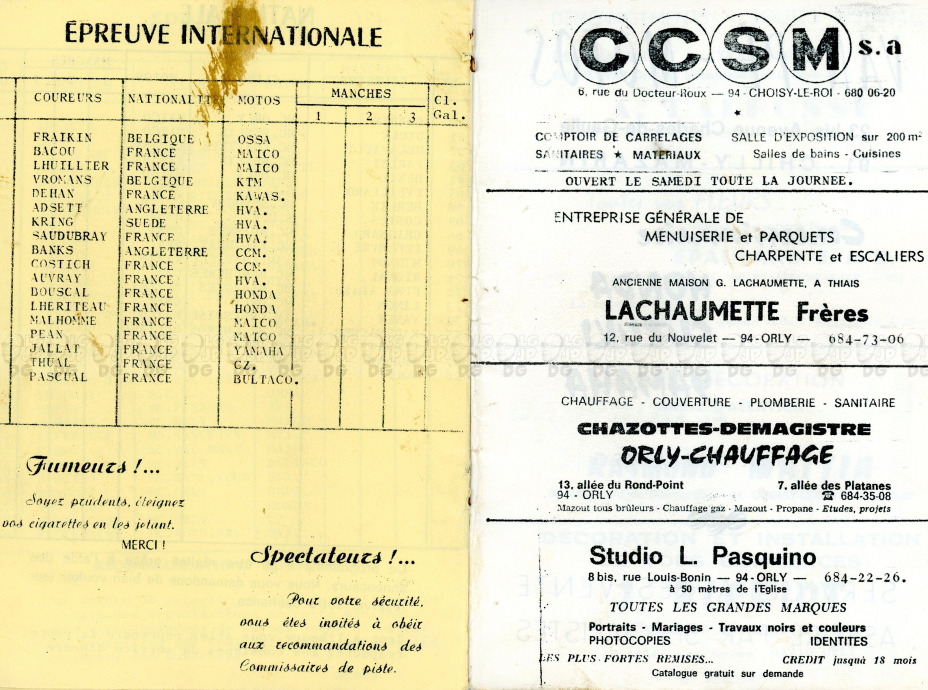 ÉPREUVE INTERNATIONALE
COUREURS NATIONALITE MOTOS MANCHES Cl. Gal.
1 2 3
FRAIKIN BELGIQUE OSSA
BACOU FRANCE MAICO
LHUILLTER FRANCE MAICO
VROMANS BELGIQUE KTM
DEHAN FRANCE KAWAS.
ADSETT ANGLETERRE HVA.
KRING SUEDE HVA.
SAUDUBRAY FRANCE HVA.
BANKS ANGLETERRE CCM.
COSTICH FRANCE CCM.
AUVRAY FRANCE HVA.
BOUSCAL FRANCE HONDA
LHERITEAU FRANCE HONDA
MALHOMME FRANCE MAICO
PEAN FRANCE MAICO
JALLAT FRANCE YAMAHA
THUAL FRANCE CZ.
PASCUAL FRANCE BULTACO.
Fumeurs !...
Soyez prudents, éteignez
vos cigarettes en les jetant.
MERCI !
Spectateurs !...
Pour votre sécurité,
vous êtes invités à obéir
aux recommandations des
Commissaires de piste.
CCSM s.a
6, rue du Docteur-Roux — 94 - CHOISY-LE-ROI - 680 06-20
★
COMPTOIR DE CARRELAGES SALLE D'EXPOSITION sur 200 m²
SANITAIRES ★ MATERIAUX Salles de bains - Cuisines
OUVERT LE SAMEDI TOUTE LA JOURNEE.
ENTREPRISE GÉNÉRALE DE
MENUISERIE et PARQUETS
CHARPENTE et ESCALIERS
ANCIENNE MAISON G. LACHAUMETTE, A THIAIS
LACHAUMETTE Frères
12, rue du Nouvelet — 94 - ORLY — 684-73-06
CHAUFFAGE - COUVERTURE - PLOMBERIE - SANITAIRE
CHAZOTTES-DEMAGISTRE
ORLY-CHAUFFAGE
13, allée du Rond-Point 7, allée des Platanes
94 - ORLY ☎ 684-35-08
Mazout tous brûleurs - Chauffage gaz - Mazout - Propane - Etudes, projets
Studio L. Pasquino
8 bis, rue Louis-Bonin — 94 - ORLY — 684-22-26.
à 50 mètres de l'Eglise
TOUTES LES GRANDES MARQUES
Portraits - Mariages - Travaux noirs et couleurs
PHOTOCOPIES IDENTITES
LES PLUS FORTES REMISES... CREDIT jusquà 18 mois
Catalogue gratuit sur demande